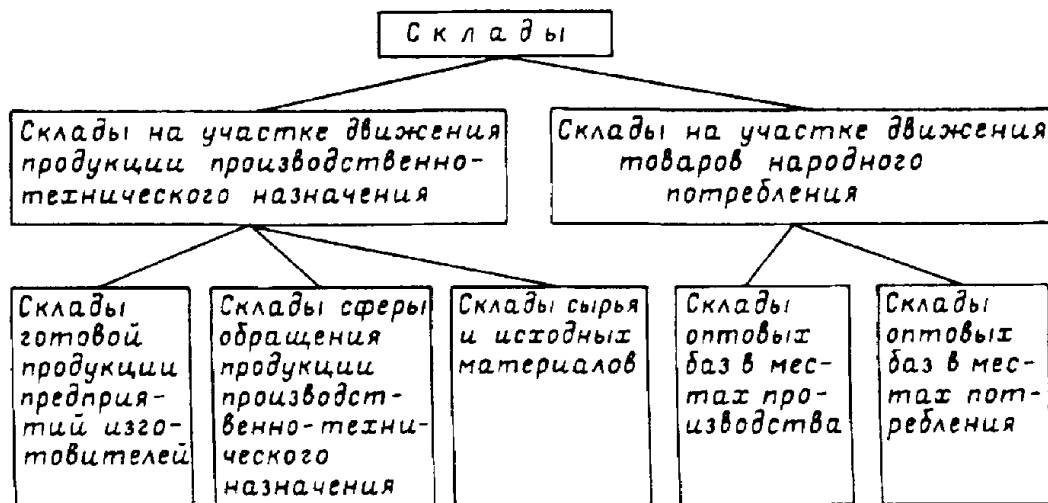 Склады
Склады на участке движения
продукции производственно-
технического назначения
Склады на участке движения
товаров народного
потребления
Склады
готовой
продукции
предприя-
тий изго-
товителей
Склады сферы
обращения
продукции
производст-
венно-техни-
ческого
назначения
Склады сырья
и исходных
материалов
Склады
оптовых
баз в мес-
тах про-
изводства
Склады
оптовых
баз в мес-
тах пот-
ребления